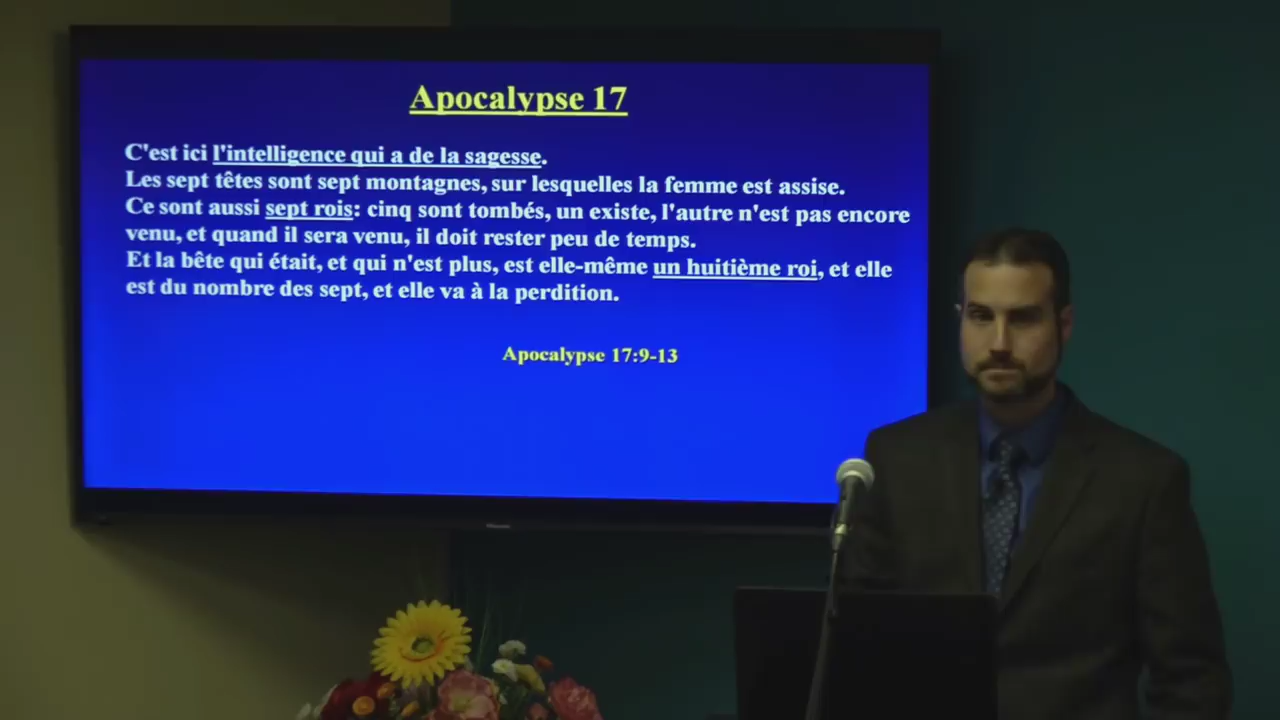 Apocalypse 17
C'est ici l'intelligence qui a de la sagesse.
Les sept têtes sont sept montagnes, sur lesquelles la femme est assise.
Ce sont aussi sept rois: cinq sont tombés, un existe, l'autre n'est pas encore
venu, et quand il sera venu, il doit rester peu de temps.
Et la bête qui était, et qui n'est plus, est elle-même un huitième roi, et elle
est du nombre des sept, et elle va à la perdition.
Apocalypse 17:9-13